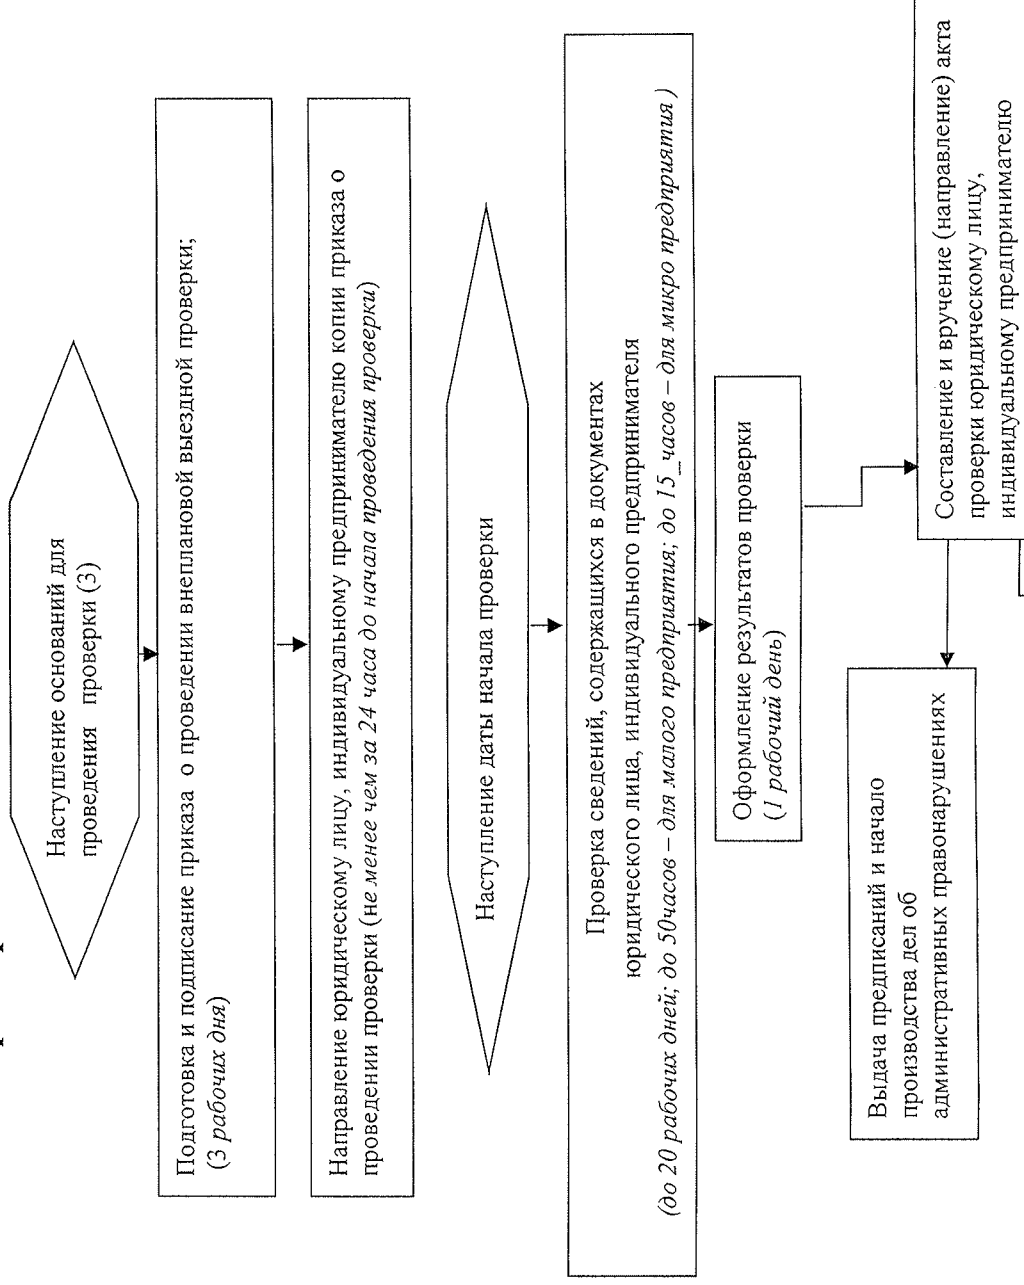 Наступление оснований для
проведения проверки (3)
Подготовка и подписание приказа о проведении внеплановой выездной проверки;
(3 рабочих дня)
Направление юридическому лицу, индивидуальному предпринимателю копии приказа о
проведении проверки (не менее чем за 24 часа до начала проведения проверки)
Наступление даты начала проверки
Проверка сведений, содержащихся в документах
юридического лица, индивидуального предпринимателя
(до 20 рабочих дней; до 50часов – для малого предприятия; до 15_часов – для микро предприятия )
Оформление результатов проверки
(1 рабочий день)
Составление и вручение (направление) акта
проверки юридическому лицу,
индивидуальному предпринимателю
Выдача предписаний и начало
производства дел об
административных правонарушениях